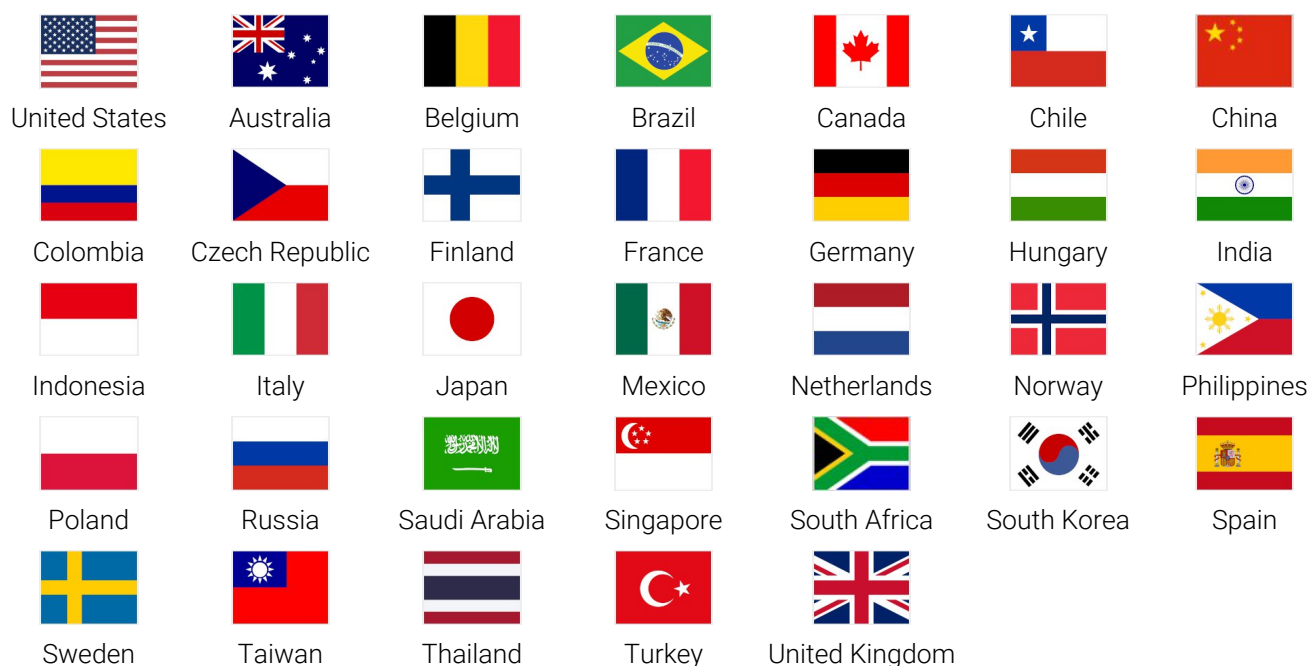 United States Australia Belgium Brazil Canada Chile China
Colombia Czech Republic Finland France Germany Hungary India
Indonesia Italy Japan Mexico Netherlands Norway Philippines
Poland Russia Saudi Arabia Singapore South Africa South Korea Spain
Sweden Taiwan Thailand Turkey United Kingdom